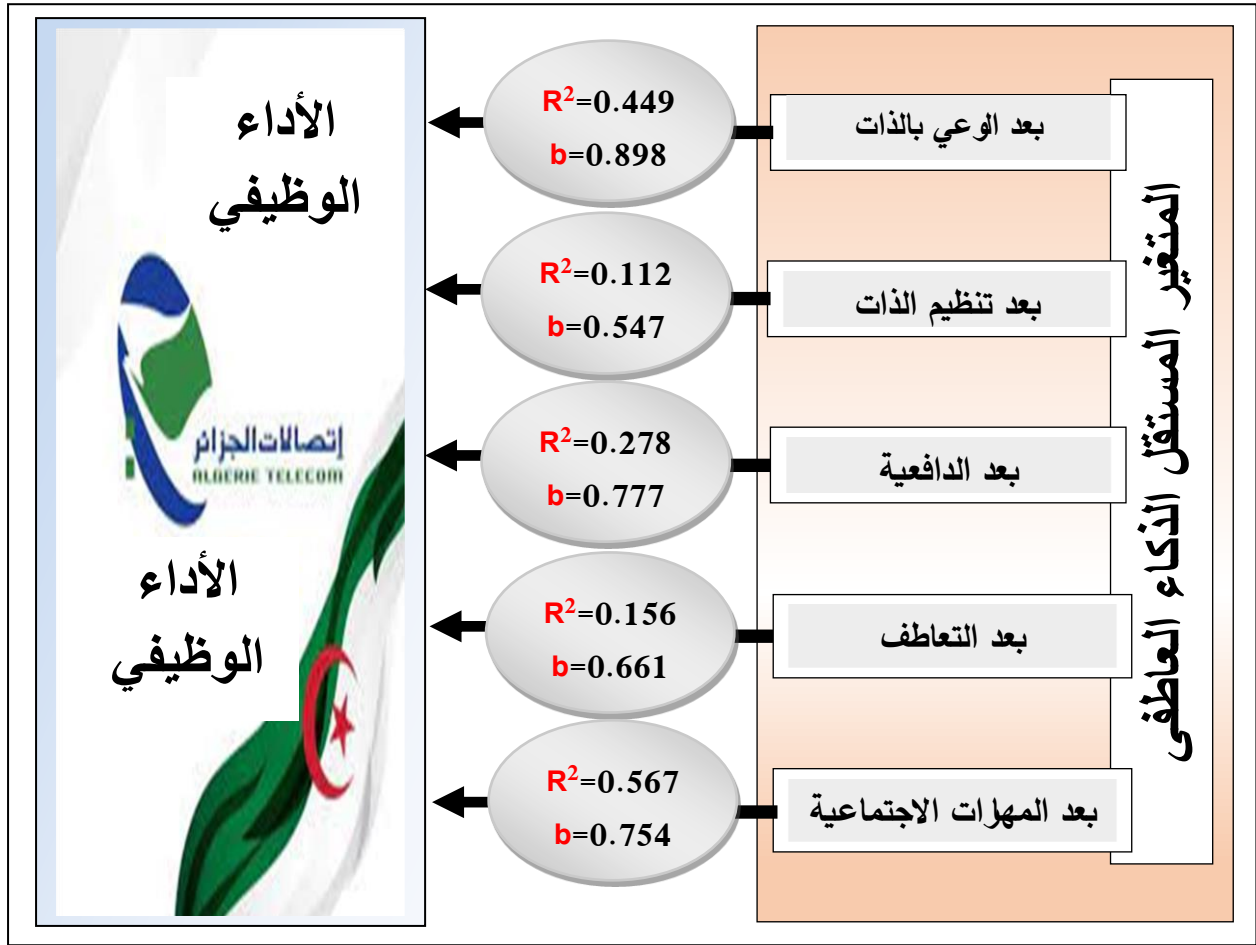 المتغير المستقل الذكاء العاطفى
بعد الوعي بالذات
R²=0.449
b=0.898
بعد تنظيم الذات
R²=0.112
b=0.547
بعد الدافعية
R²=0.278
b=0.777
بعد التعاطف
R²=0.156
b=0.661
بعد المهارات الاجتماعية
R²=0.567
b=0.754
الأداء
الوظيفي
إتصالات الجزائر
ALGERIE TELECOM
الأداء
الوظيفي